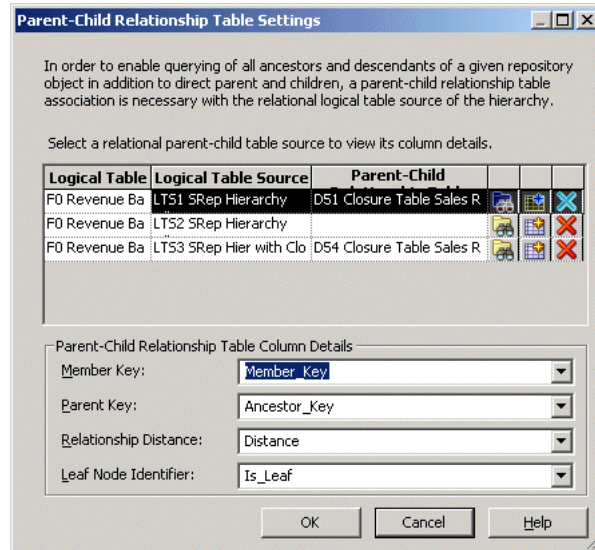 Parent-Child Relationship Table Settings
In order to enable querying of all ancestors and descendants of a given repository
object in addition to direct parent and children, a parent-child relationship table
association is necessary with the relational logical table source of the hierarchy.
Select a relational parent-child table source to view its column details.
Logical Table Logical Table Source Parent-Child
F0 Revenue Ba LTS1 SRep Hierarchy D51 Closure Table Sales R
F0 Revenue Ba LTS2 SRep Hierarchy
F0 Revenue Ba LTS3 SRep Hier with Clo D54 Closure Table Sales R
Parent-Child Relationship Table Column Details
Member Key: Member_Key
Parent Key: Ancestor_Key
Relationship Distance: Distance
Leaf Node Identifier: Is_Leaf
OK Cancel Help